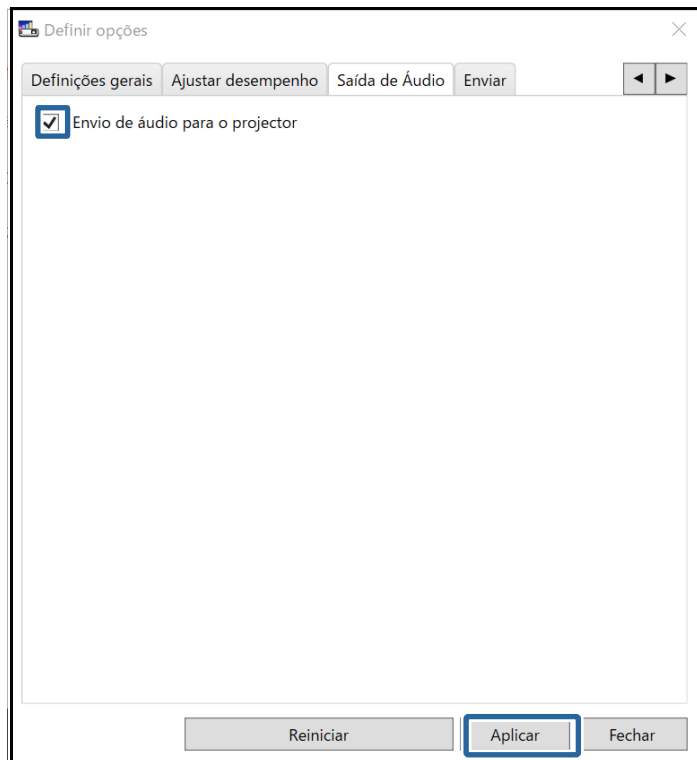 Definir opções
Definições gerais Ajustar desempenho Saída de Áudio Enviar
Envio de áudio para o projector
Reiniciar Aplicar Fechar